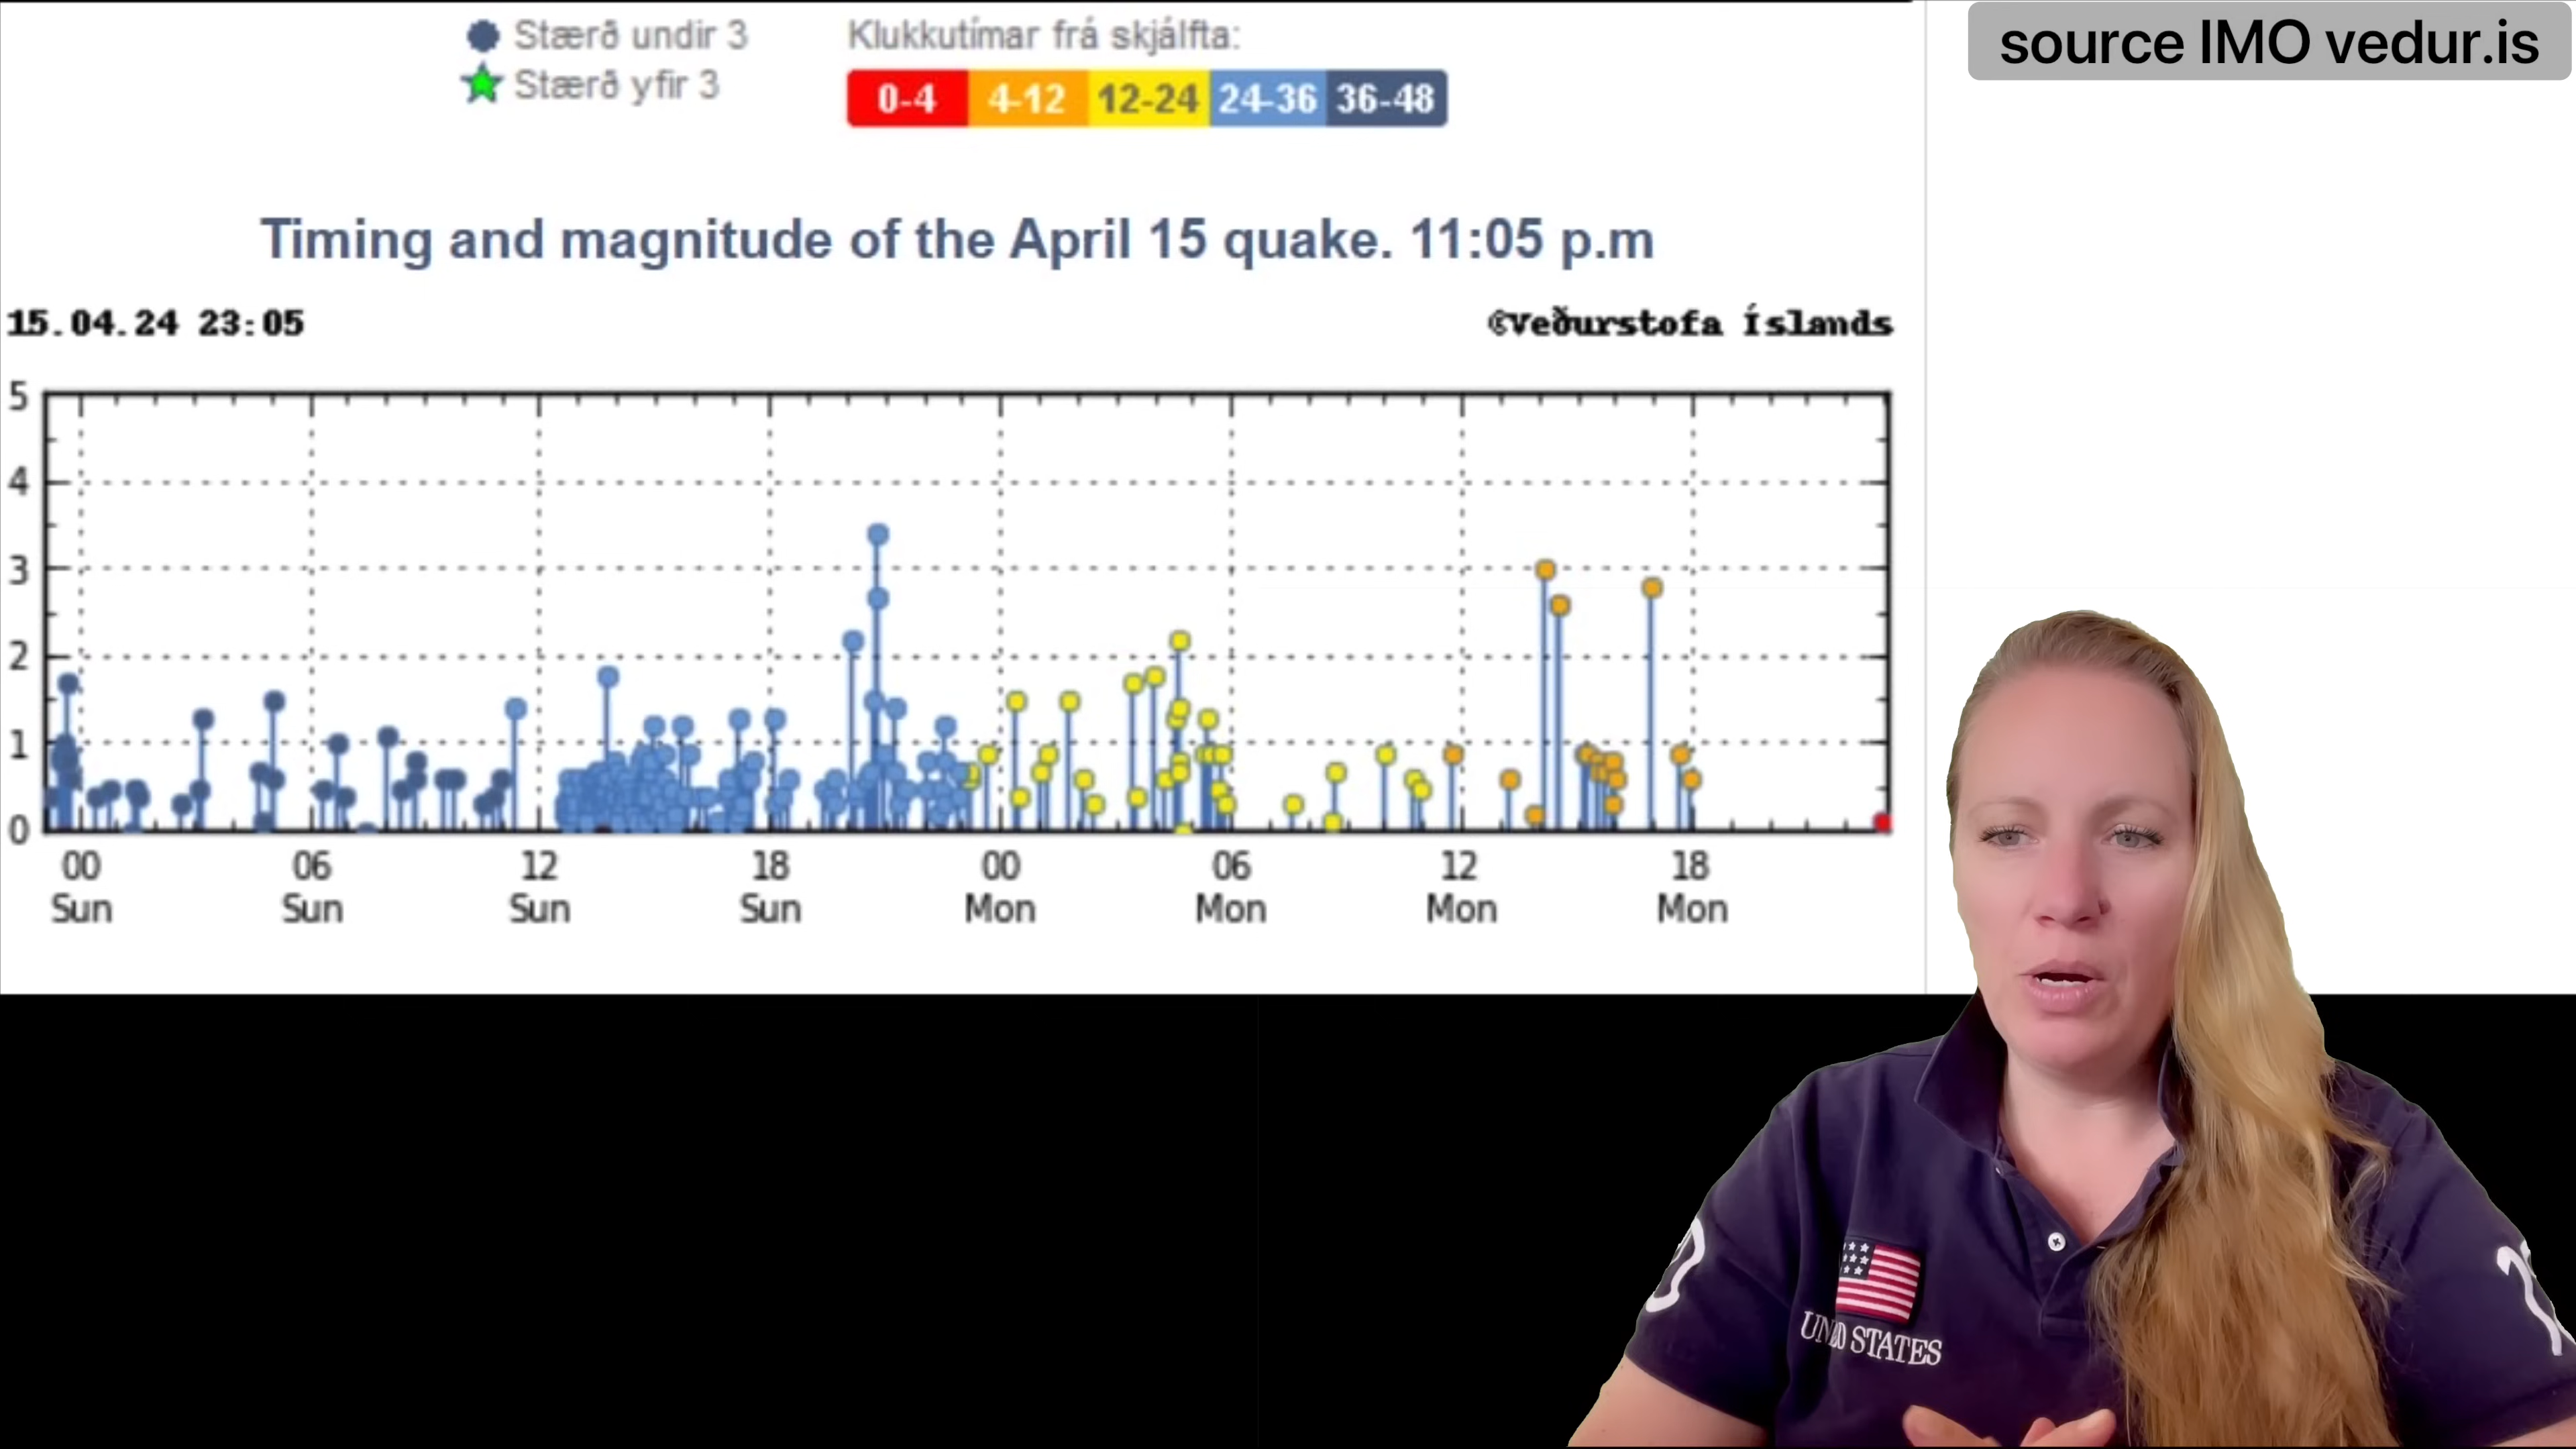 source IMO vedur.is
Stærð undir 3
Klukkutímar frá skjálfta:
Stærð yfir 3
0-4 4-12 12-24 24-36 36-48
Timing and magnitude of the April 15 quake. 11:05 p.m
15.04.24 23:05
©Veðurstofa Íslands
5
4
3
2
1
0
00 06 12 18 00 06 12 18
Sun Sun Sun Sun Mon Mon Mon Mon
STATES